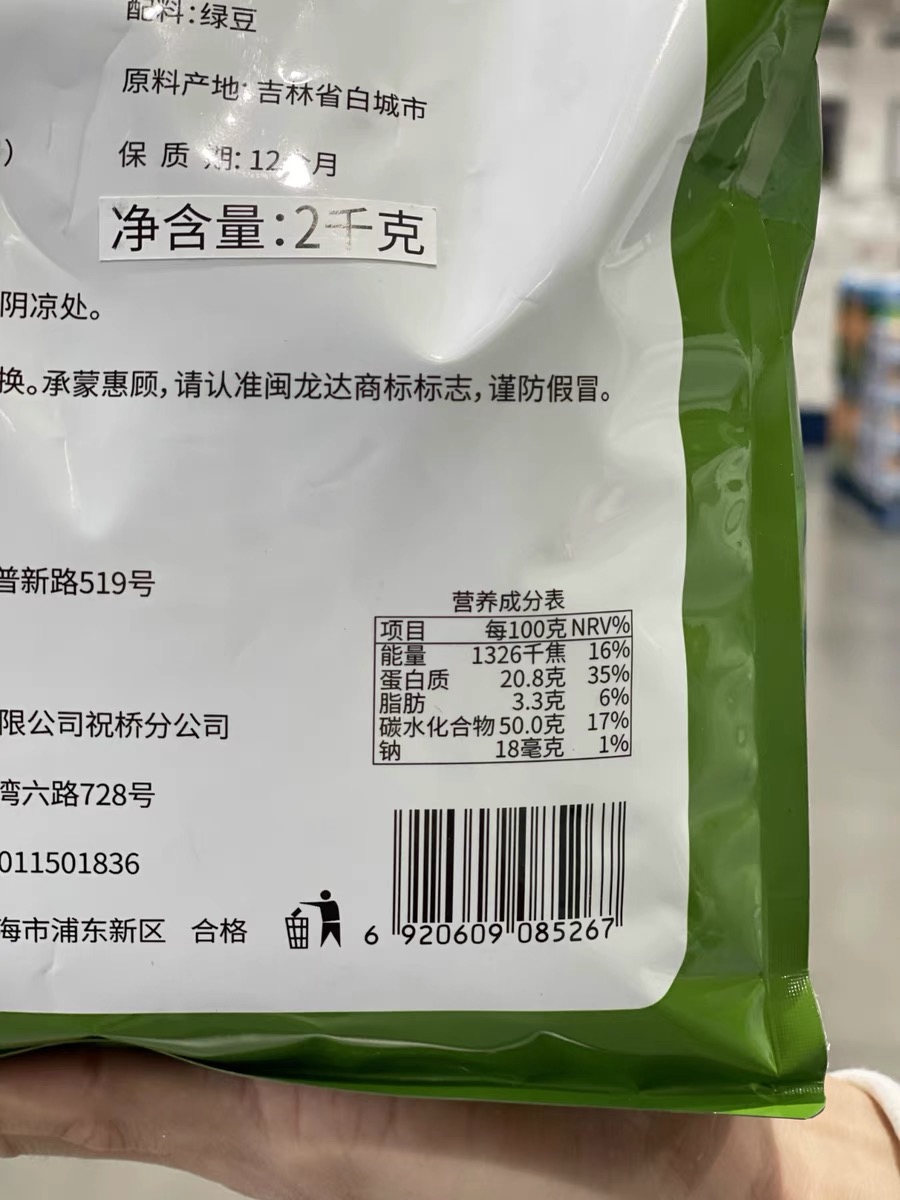 配料:绿豆
原料产地:吉林省白城市
)
保 质 期:12个月
净含量:2千克
阴凉处。
换。承蒙惠顾,请认准闽龙达商标标志,谨防假冒。
普新路519号
营养成分表
项目 每100克 NRV%
能量 1326千焦 16%
蛋白质 20.8克 35%
脂肪 3.3克 6%
碳水化合物 50.0克 17%
钠 18毫克 1%
限公司祝桥分公司
湾六路728号
011501836
海市浦东新区 合格
6 920609 085267